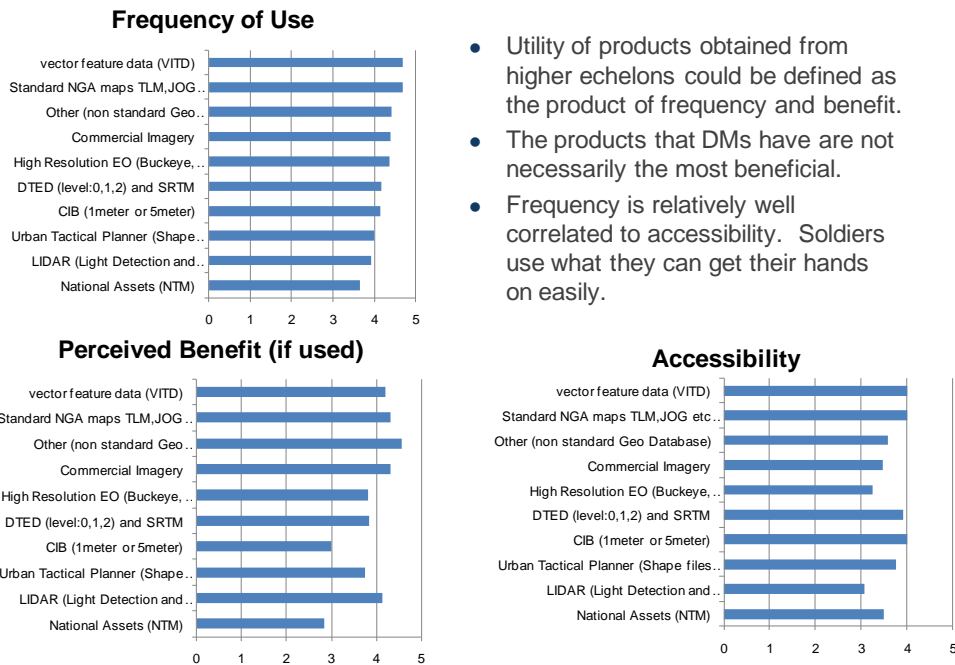 Frequency of Use
vector feature data (VITD)
Standard NGA maps TLM,JOG..
Other (non standard Geo..
Commercial Imagery
High Resolution EO (Buckeye, ..
DTED (level:0,1,2) and SRTM
CIB (1meter or 5meter)
Urban Tactical Planner (Shape..
LIDAR (Light Detection and..
National Assets (NTM)
0 1 2 3 4 5
● Utility of products obtained from
higher echelons could be defined as
the product of frequency and benefit.
● The products that DMs have are not
necessarily the most beneficial.
● Frequency is relatively well
correlated to accessibility. Soldiers
use what they can get their hands
on easily.
Perceived Benefit (if used)
vector feature data (VITD)
Standard NGA maps TLM,JOG..
Other (non standard Geo..
Commercial Imagery
High Resolution EO (Buckeye, ..
DTED (level:0,1,2) and SRTM
CIB (1meter or 5meter)
Urban Tactical Planner (Shape..
LIDAR (Light Detection and..
National Assets (NTM)
0 1 2 3 4 5
Accessibility
vector feature data (VITD)
Standard NGA maps TLM,JOG etc..
Other (non standard Geo Database)
Commercial Imagery
High Resolution EO (Buckeye, ..
DTED (level:0,1,2) and SRTM
CIB (1meter or 5meter)
Urban Tactical Planner (Shape files..
LIDAR (Light Detection and..
National Assets (NTM)
0 1 2 3 4 5